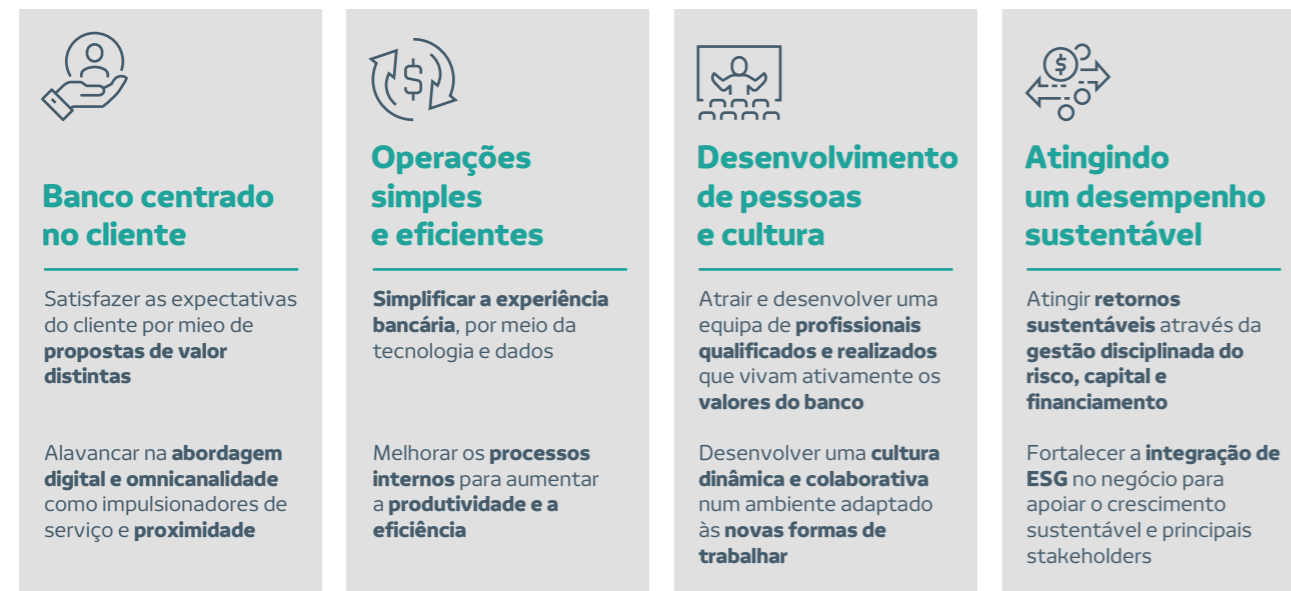 Banco centrado
no cliente
Satisfazer as expectativas
do cliente por mieo de
propostas de valor
distintas
Alavancar na abordagem
digital e omnicanalidade
como impulsionadores de
serviço e proximidade
Operações
simples
e eficientes
Simplificar a experiência
bancária, por meio da
tecnologia e dados
Melhorar os processos
internos para aumentar
a produtividade e a
eficiência
Desenvolvimento
de pessoas
e cultura
Atrair e desenvolver uma
equipa de profissionais
qualificados e realizados
que vivam ativamente os
valores do banco
Desenvolver uma cultura
dinâmica e colaborativa
num ambiente adaptado
às novas formas de
trabalhar
Atingindo
um desempenho
sustentável
Atingir retornos
sustentáveis através da
gestão disciplinada do
risco, capital e
financiamento
Fortalecer a integração de
ESG no negócio para
apoiar o crescimento
sustentável e principais
stakeholders